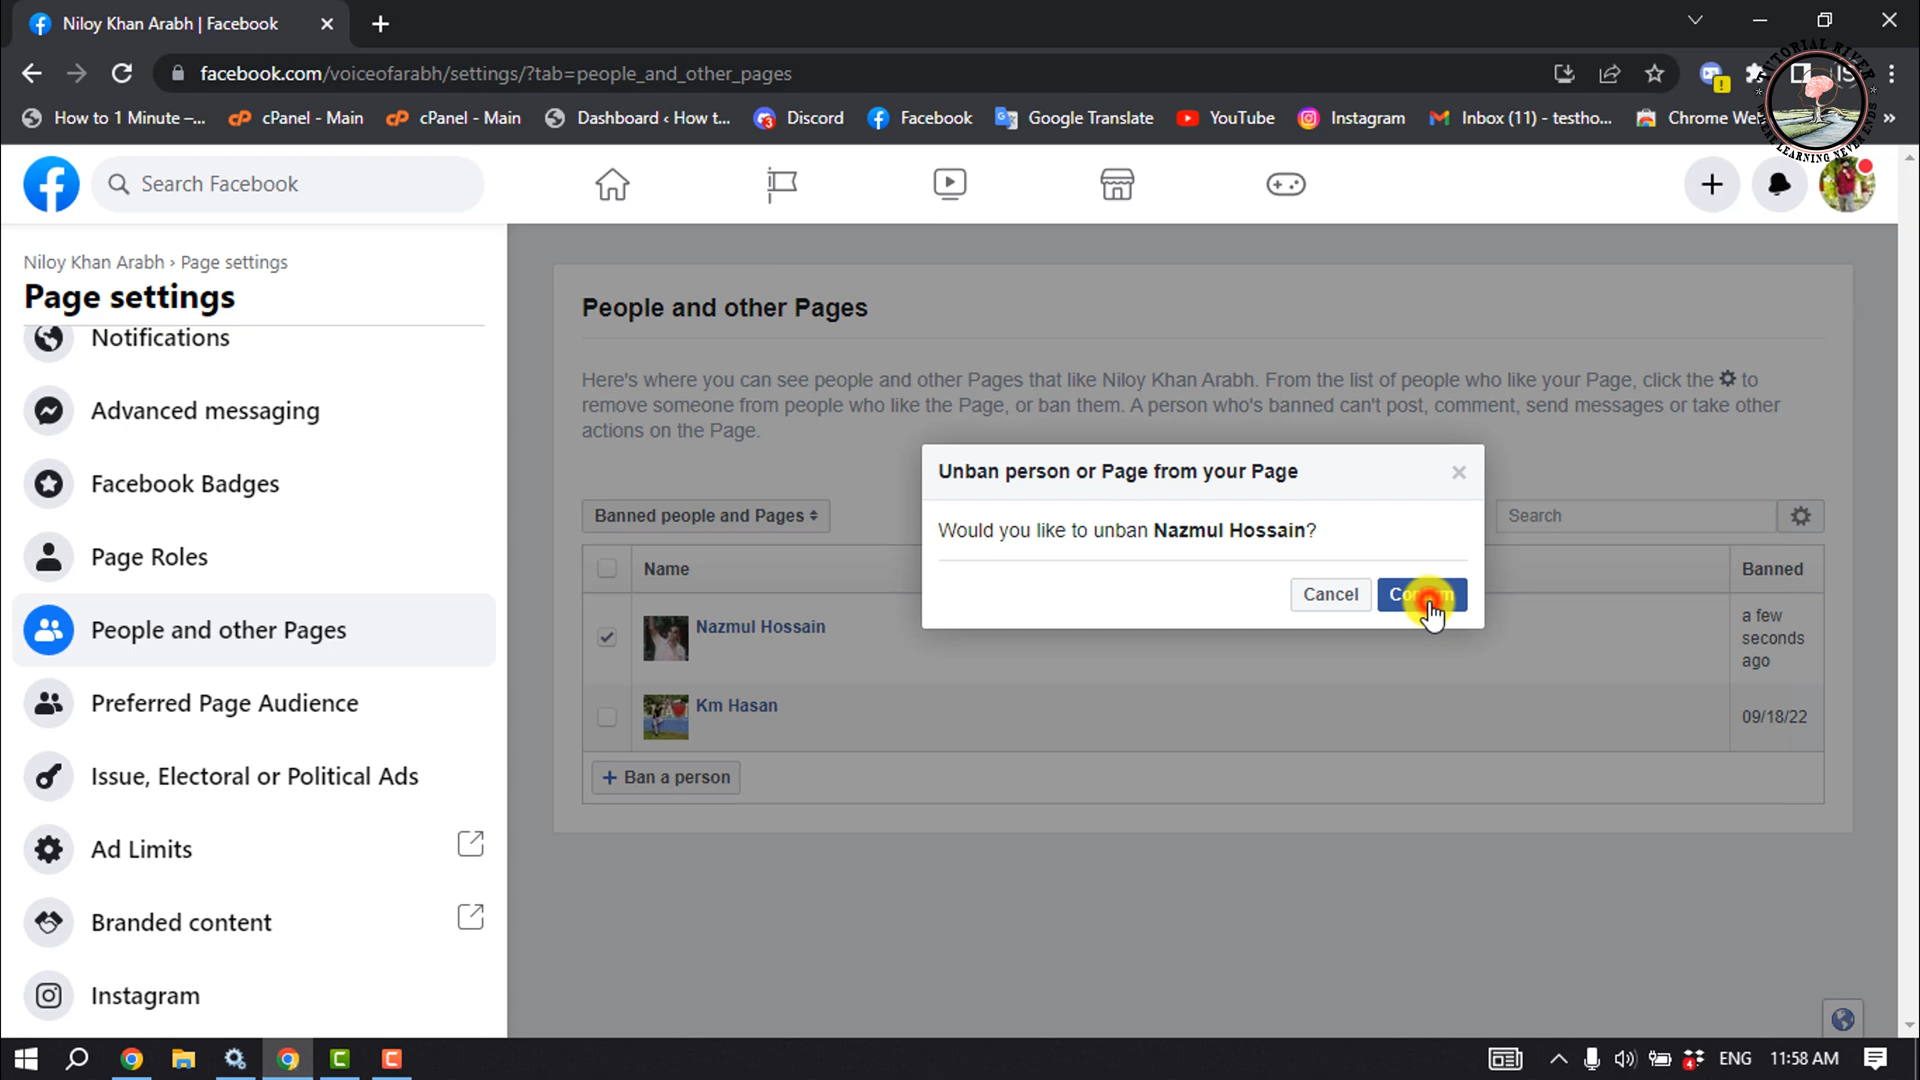 Niloy Khan Arabh | Facebook
facebook.com/voiceofarabh/settings/?tab=people_and_other_pages
How to 1 Minute –...
cPanel - Main
cPanel - Main
Dashboard ‹ How t...
Discord
Facebook
Google Translate
YouTube
Instagram
Inbox (11) - testho...
TUTORIAL RIVER
WHERE LEARNING NEVER ENDS
Search Facebook
Niloy Khan Arabh › Page settings
Page settings
Notifications
Advanced messaging
Facebook Badges
Page Roles
People and other Pages
Preferred Page Audience
Issue, Electoral or Political Ads
Ad Limits
Branded content
Instagram
People and other Pages
Here's where you can see people and other Pages that like Niloy Khan Arabh. From the list of people who like your Page, click the to
remove someone from people who like the Page, or ban them. A person who's banned can't post, comment, send messages or take other
actions on the Page.
Banned people and Pages
Search
Name
Banned
Nazmul Hossain
a few
seconds
ago
Km Hasan
09/18/22
+ Ban a person
Unban person or Page from your Page
Would you like to unban Nazmul Hossain?
Cancel
Confirm
ENG
11:58 AM